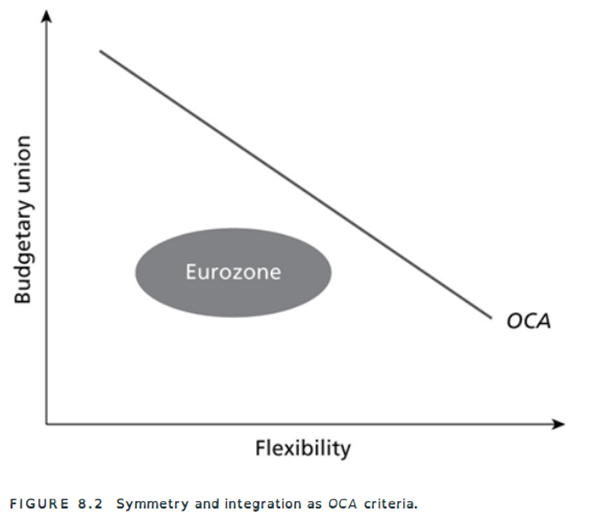 Budgetary union
Eurozone
OCA
Flexibility
FIGURE 8.2 Symmetry and integration as OCA criteria.